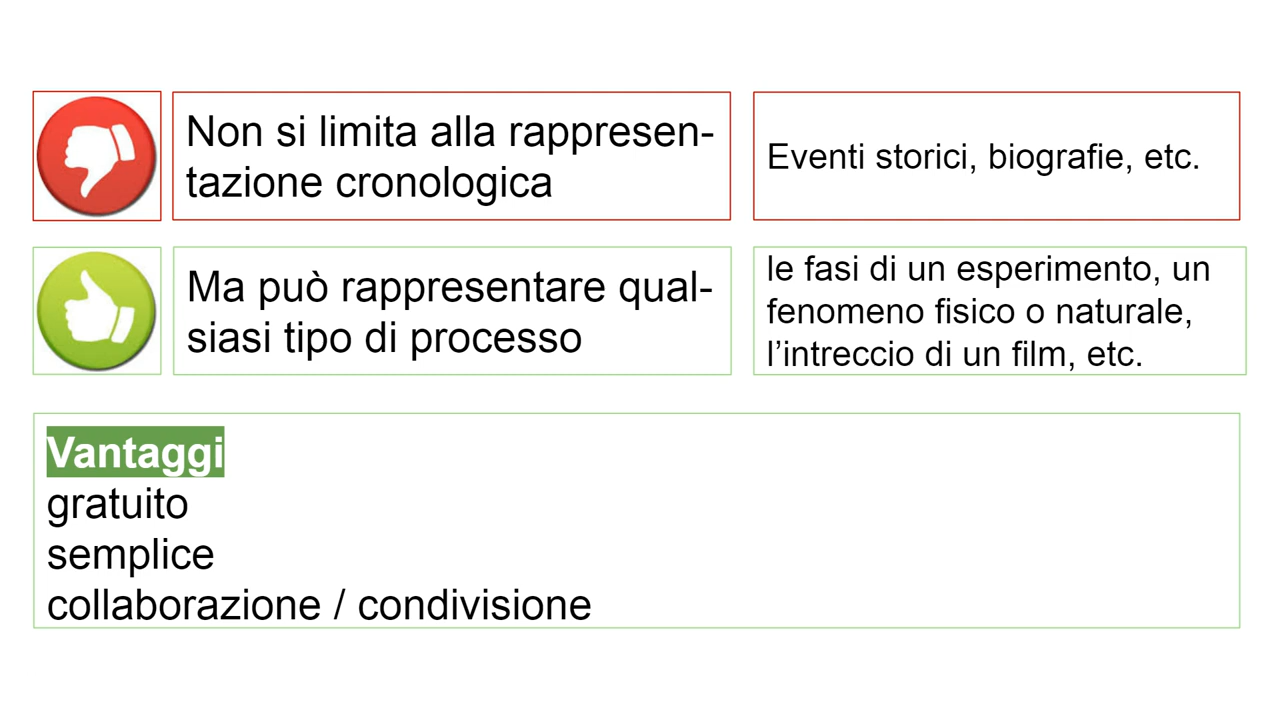 Non si limita alla rappresen-
tazione cronologica
Eventi storici, biografie, etc.
Ma può rappresentare qual-
siasi tipo di processo
le fasi di un esperimento, un
fenomeno fisico o naturale,
l’intreccio di un film, etc.
Vantaggi
gratuito
semplice
collaborazione / condivisione